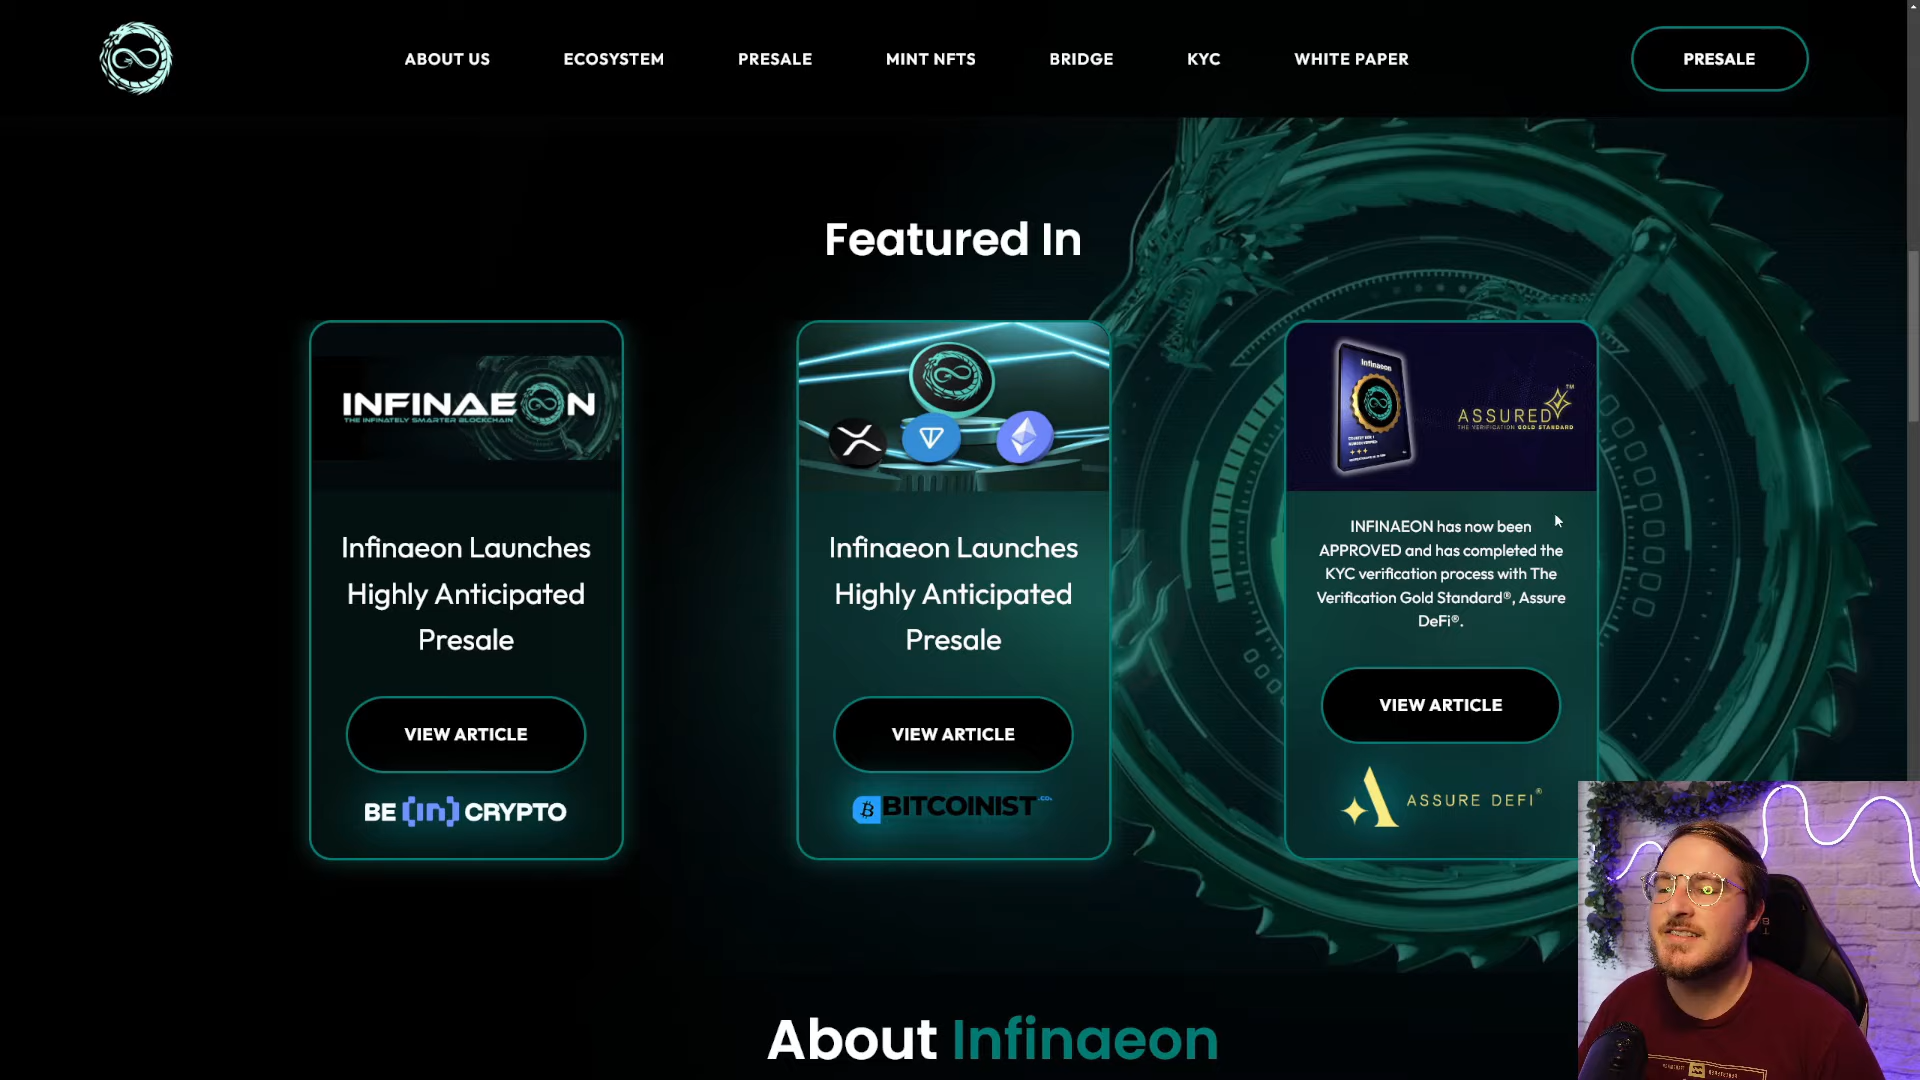 ABOUT US
ECOSYSTEM
PRESALE
MINT NFTS
BRIDGE
KYC
WHITE PAPER
PRESALE
Featured In
INFINAEON
THE INFINATELY SMARTER BLOCKCHAIN
Infinaeon Launches
Highly Anticipated
Presale
VIEW ARTICLE
BE [in] CRYPTO
Infinaeon Launches
Highly Anticipated
Presale
VIEW ARTICLE
BITCOINIST
Infinaeon
ASSURED™
THE VERIFICATION GOLD STANDARD
INFINAEON has now been
APPROVED and has completed the
KYC verification process with The
Verification Gold Standard®, Assure
DeFi®.
VIEW ARTICLE
ASSURE DEFI®
About Infinaeon